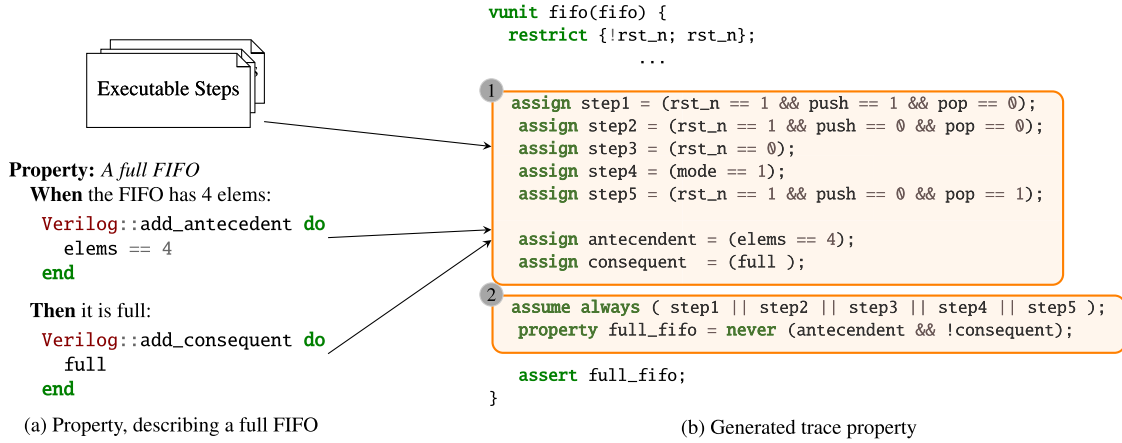 Executable Steps
s
Property: A full FIFO
When the FIFO has 4 elems:
Verilog::add_antecedent do
elems == 4
end
Then it is full:
Verilog::add_consequent do
full
end
(a) Property, describing a full FIFO
vunit fifo(fifo) {
restrict {!rst_n; rst_n};
...
1
assign step1 = (rst_n == 1 && push == 1 && pop == 0);
assign step2 = (rst_n == 1 && push == 0 && pop == 0);
assign step3 = (rst_n == 0);
assign step4 = (mode == 1);
assign step5 = (rst_n == 1 && push == 0 && pop == 1);
assign antecendent = (elems == 4);
assign consequent = (full );
2
assume always ( step1 || step2 || step3 || step4 || step5 );
property full_fifo = never (antecendent && !consequent);
assert full_fifo;
}
(b) Generated trace property